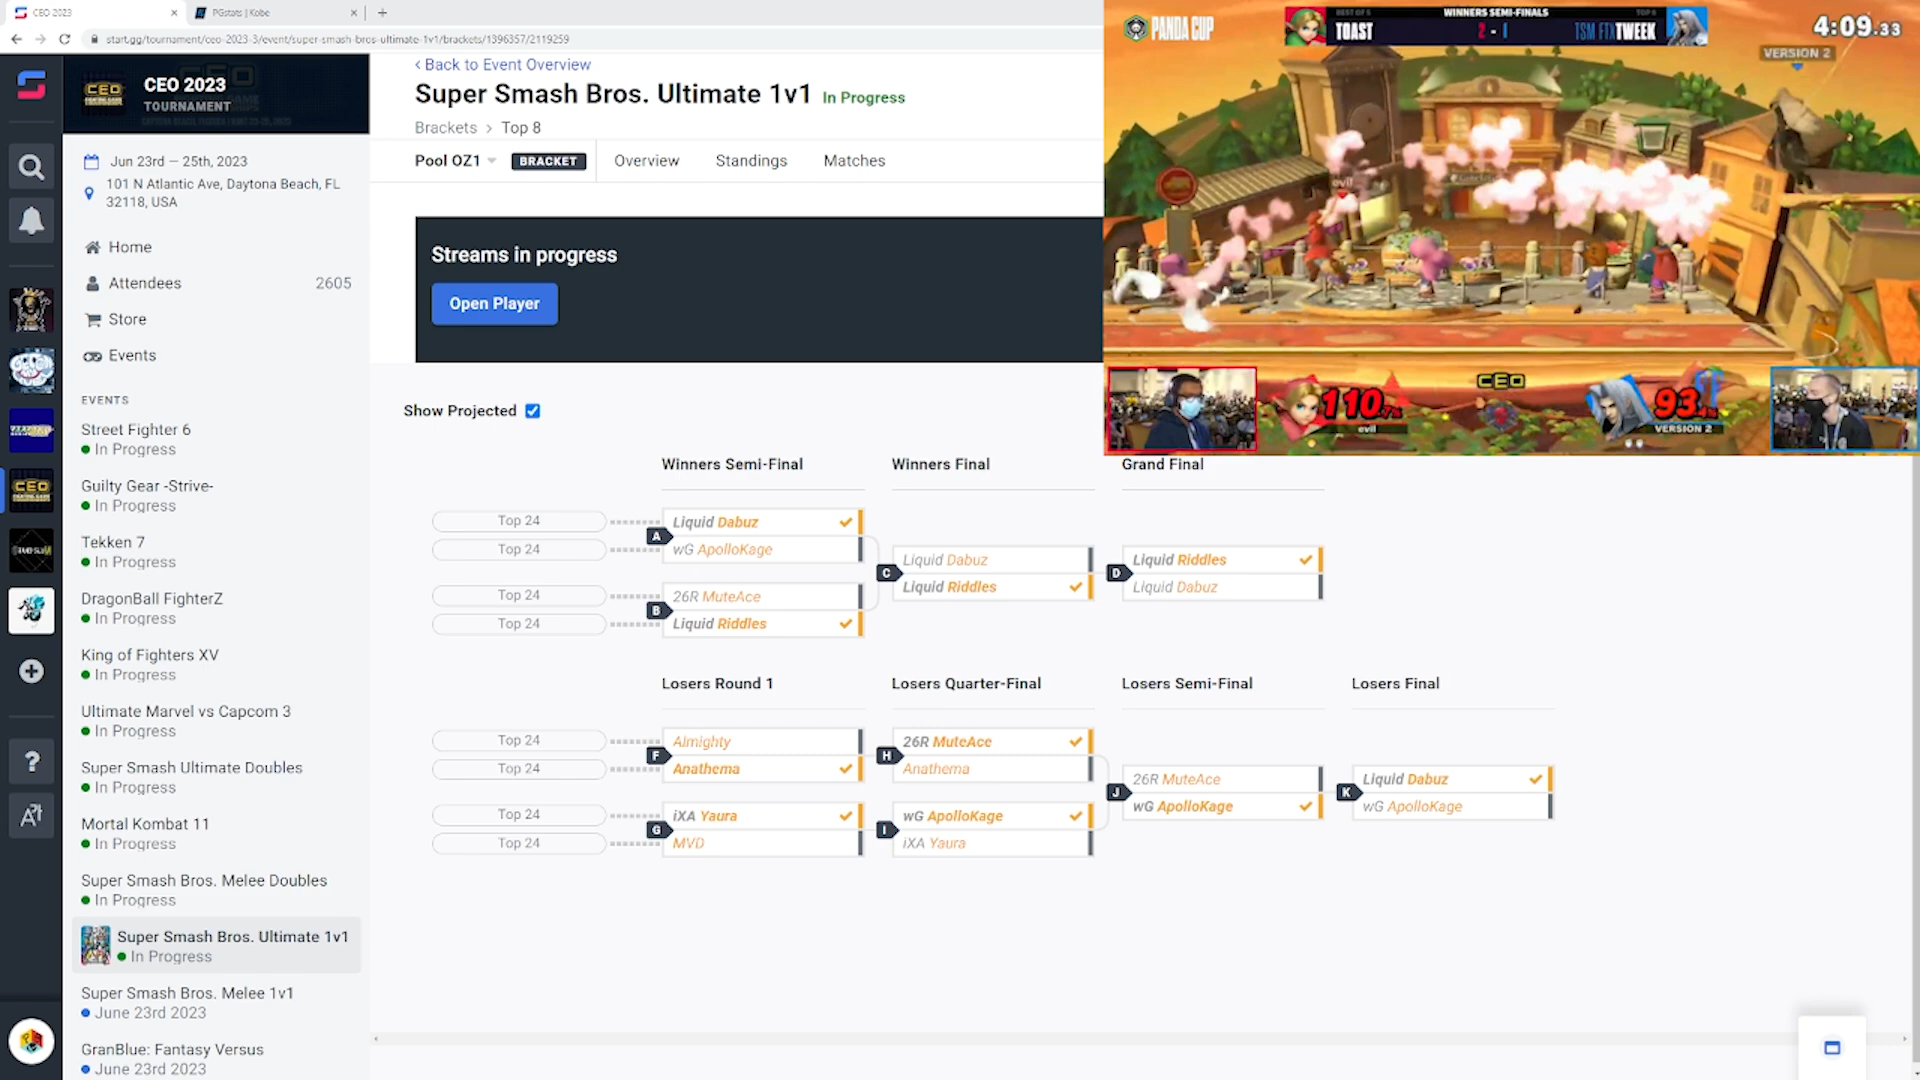 CEO 2023
PGstats | Kobe
start.gg/tournament/ceo-2023-3/event/super-smash-bros-ultimate-1v1/brackets/1396357/2119259
CEO
CEO 2023
TOURNAMENT
Jun 23rd — 25th, 2023
101 N Atlantic Ave, Daytona Beach, FL
32118, USA
Home
Attendees 2605
Store
Events
EVENTS
Street Fighter 6
In Progress
Guilty Gear -Strive-
In Progress
Tekken 7
In Progress
DragonBall FighterZ
In Progress
King of Fighters XV
In Progress
Ultimate Marvel vs Capcom 3
In Progress
Super Smash Ultimate Doubles
In Progress
Mortal Kombat 11
In Progress
Super Smash Bros. Melee Doubles
In Progress
Super Smash Bros. Ultimate 1v1
In Progress
Super Smash Bros. Melee 1v1
June 23rd 2023
GranBlue: Fantasy Versus
June 23rd 2023
‹ Back to Event Overview
Super Smash Bros. Ultimate 1v1 In Progress
Brackets › Top 8
Pool OZ1 BRACKET Overview Standings Matches
Streams in progress
Open Player
PANDA CUP
BEST OF 5 WINNERS SEMI-FINALS TOP 8
TOAST 2 - 1 TSM FTX TWEEK
4:09.33
VERSION 2
evil
CEO
110.
evil
93.
VERSION 2
Show Projected
Winners Semi-Final Winners Final Grand Final
Top 24
Top 24
A
Liquid Dabuz
wG ApolloKage
Top 24
Top 24
B
26R MuteAce
Liquid Riddles
C
Liquid Dabuz
Liquid Riddles
D
Liquid Riddles
Liquid Dabuz
Losers Round 1 Losers Quarter-Final Losers Semi-Final Losers Final
Top 24
Top 24
F
Almighty
Anathema
Top 24
Top 24
G
iXA Yaura
MVD
H
26R MuteAce
Anathema
I
wG ApolloKage
iXA Yaura
J
26R MuteAce
wG ApolloKage
K
Liquid Dabuz
wG ApolloKage